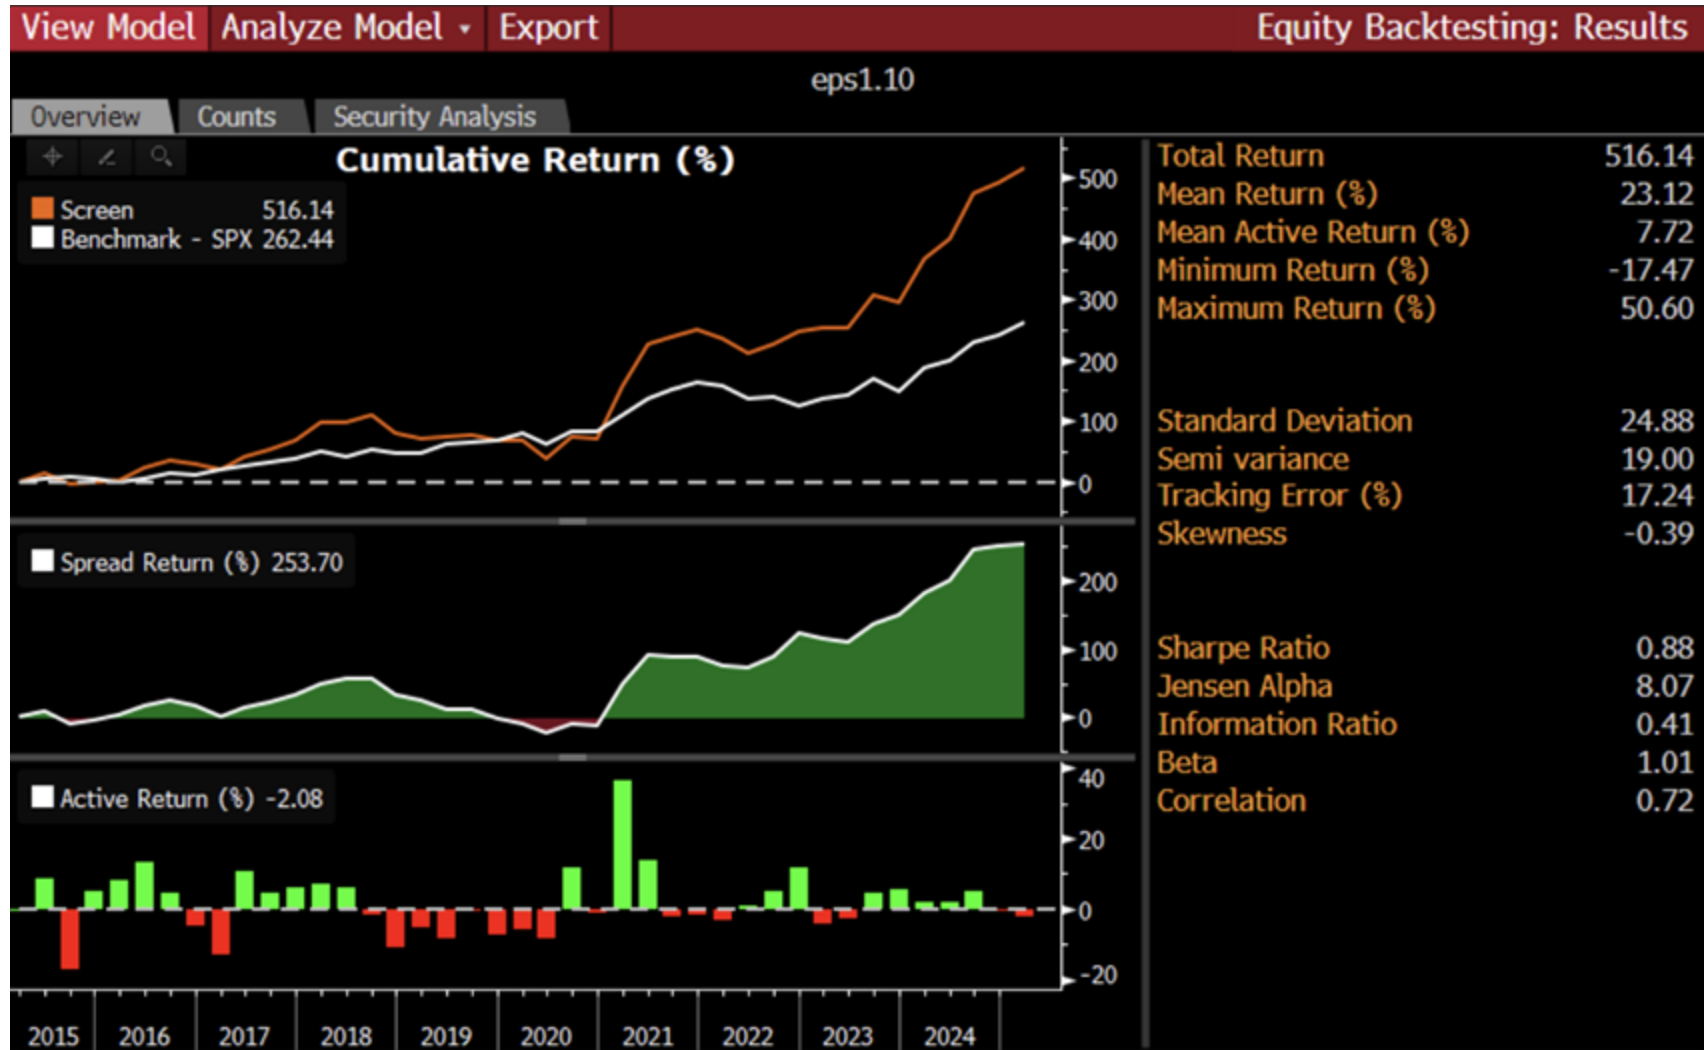 View Model Analyze Model Export Equity Backtesting: Results
eps1.10
Overview Counts Security Analysis
Cumulative Return (%)
Screen 516.14
Benchmark - SPX 262.44
500
400
300
200
100
0
Spread Return (%) 253.70
200
100
0
Active Return (%) -2.08
40
20
0
-20
2015 2016 2017 2018 2019 2020 2021 2022 2023 2024
Total Return 516.14
Mean Return (%) 23.12
Mean Active Return (%) 7.72
Minimum Return (%) -17.47
Maximum Return (%) 50.60
Standard Deviation 24.88
Semi variance 19.00
Tracking Error (%) 17.24
Skewness -0.39
Sharpe Ratio 0.88
Jensen Alpha 8.07
Information Ratio 0.41
Beta 1.01
Correlation 0.72